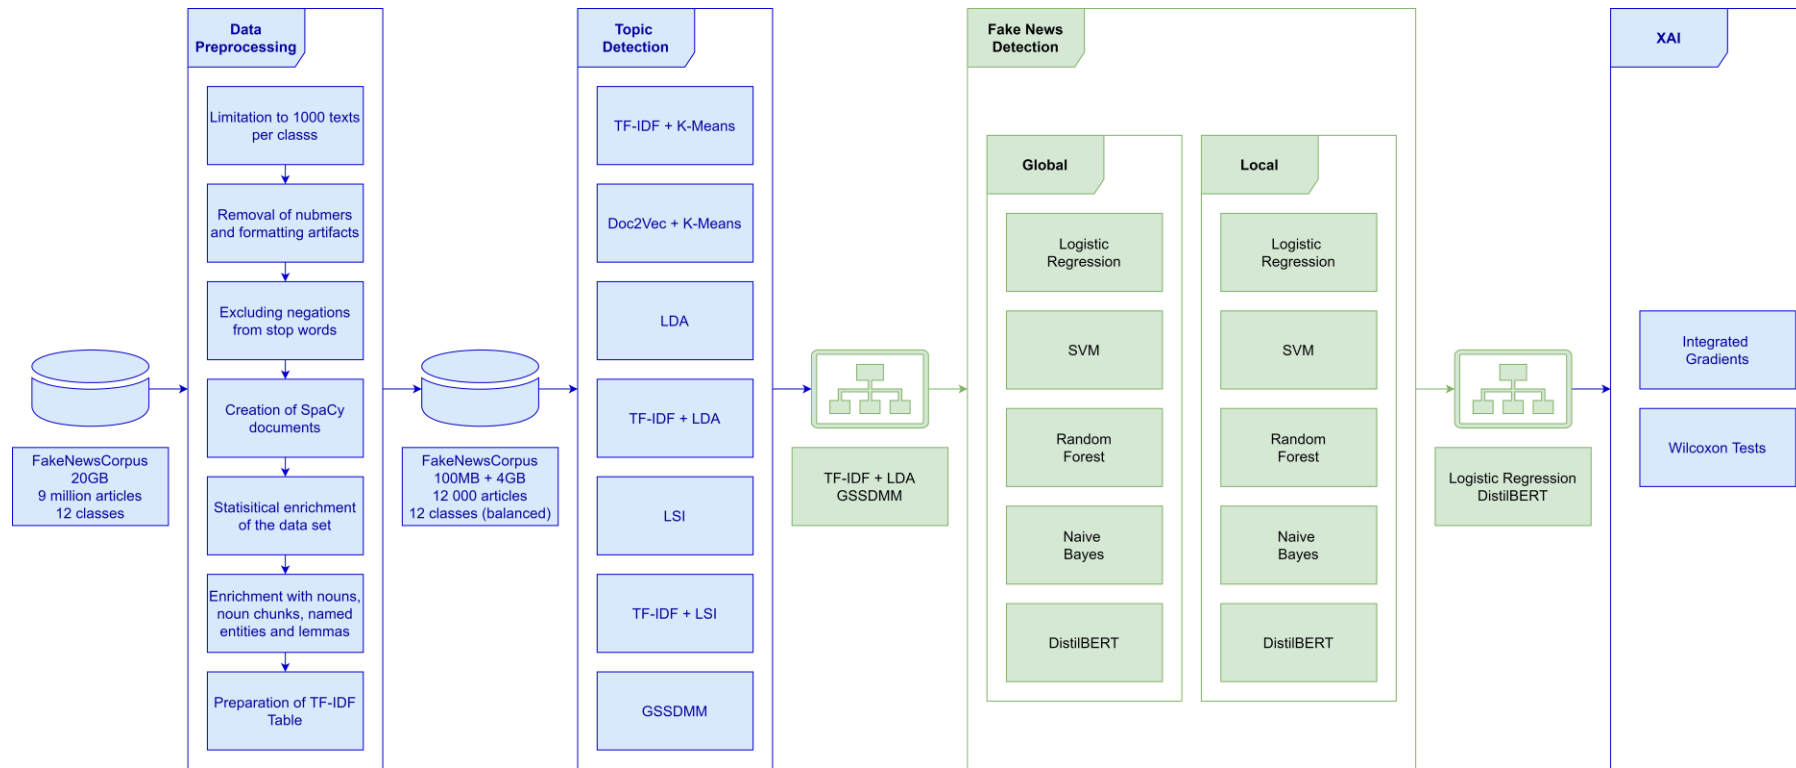 Data
Preprocessing
Limitation to 1000 texts
per classs
Removal of nubmers
and formatting artifacts
Excluding negations
from stop words
Creation of SpaCy
documents
Statisitical enrichment
of the data set
Enrichment with nouns,
noun chunks, named
entities and lemmas
Preparation of TF-IDF
Table
FakeNewsCorpus
20GB
9 million articles
12 classes
FakeNewsCorpus
100MB + 4GB
12 000 articles
12 classes (balanced)
Topic
Detection
TF-IDF + K-Means
Doc2Vec + K-Means
LDA
TF-IDF + LDA
LSI
TF-IDF + LSI
GSSDMM
TF-IDF + LDA
GSSDMM
Fake News
Detection
Global
Logistic
Regression
SVM
Random
Forest
Naive
Bayes
DistilBERT
Local
Logistic
Regression
SVM
Random
Forest
Naive
Bayes
DistilBERT
Logistic Regression
DistilBERT
XAI
Integrated
Gradients
Wilcoxon Tests